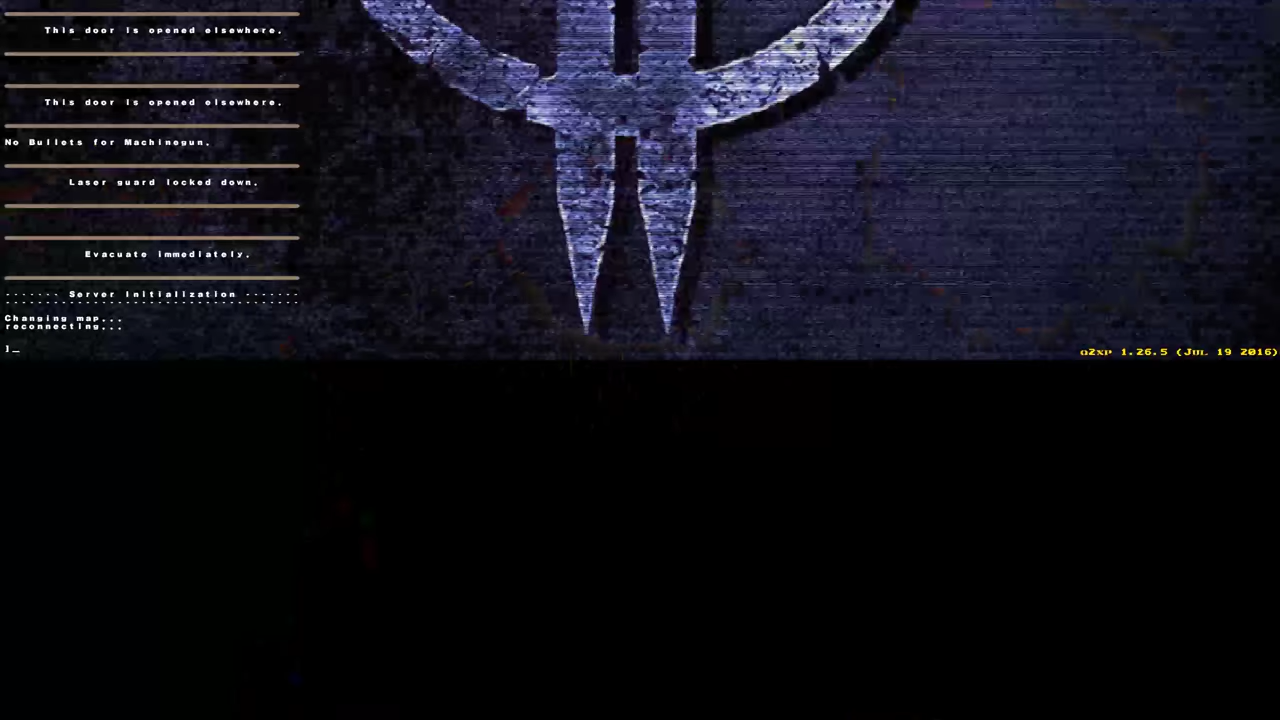 This door is opened elsewhere.
This door is opened elsewhere.
No Bullets for Machinegun.
Laser guard locked down.
Evacuate immediately.
------- Server Initialization -------
Changing map...
reconnecting...
]_
q2xp 1.26.5 (Jul 19 2016)